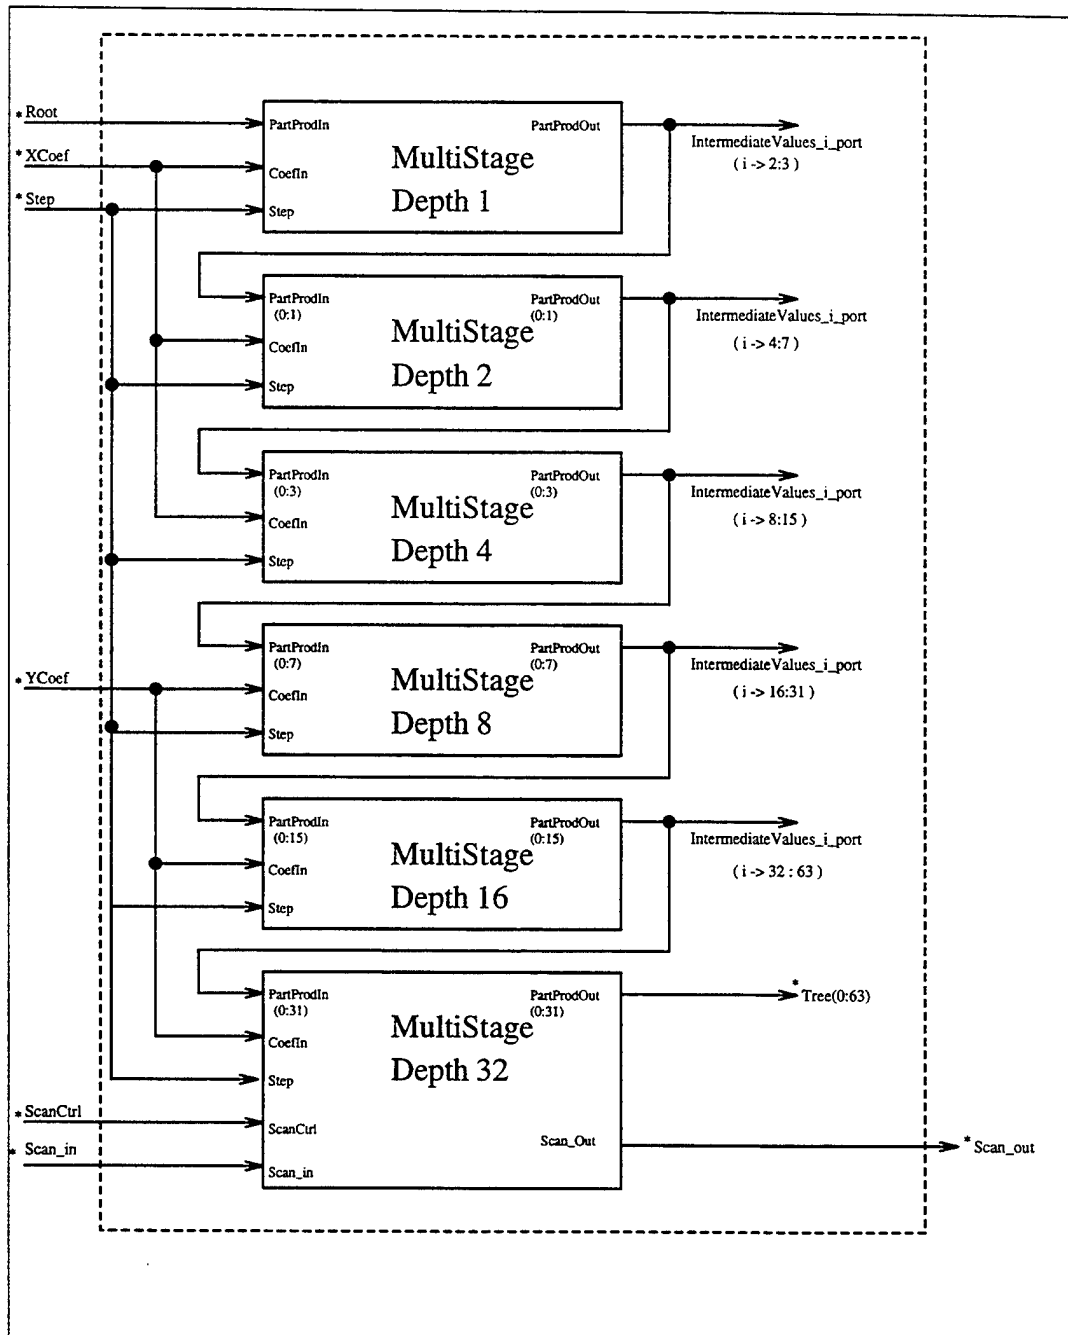 *Root
*XCoef
*Step
PartProdIn
CoefIn
Step
MultiStage
Depth 1
PartProdOut
IntermediateValues_i_port
( i -> 2:3 )
PartProdIn
(0:1)
CoefIn
Step
MultiStage
Depth 2
PartProdOut
(0:1)
IntermediateValues_i_port
( i -> 4:7 )
PartProdIn
(0:3)
CoefIn
Step
MultiStage
Depth 4
PartProdOut
(0:3)
IntermediateValues_i_port
( i -> 8:15 )
*YCoef
PartProdIn
(0:7)
CoefIn
Step
MultiStage
Depth 8
PartProdOut
(0:7)
IntermediateValues_i_port
( i -> 16:31 )
PartProdIn
(0:15)
CoefIn
Step
MultiStage
Depth 16
PartProdOut
(0:15)
IntermediateValues_i_port
( i -> 32 : 63 )
*ScanCtrl
* Scan_in
PartProdIn
(0:31)
CoefIn
Step
ScanCtrl
Scan_in
MultiStage
Depth 32
PartProdOut
(0:31)
Scan_Out
* Tree(0:63)
* Scan_out